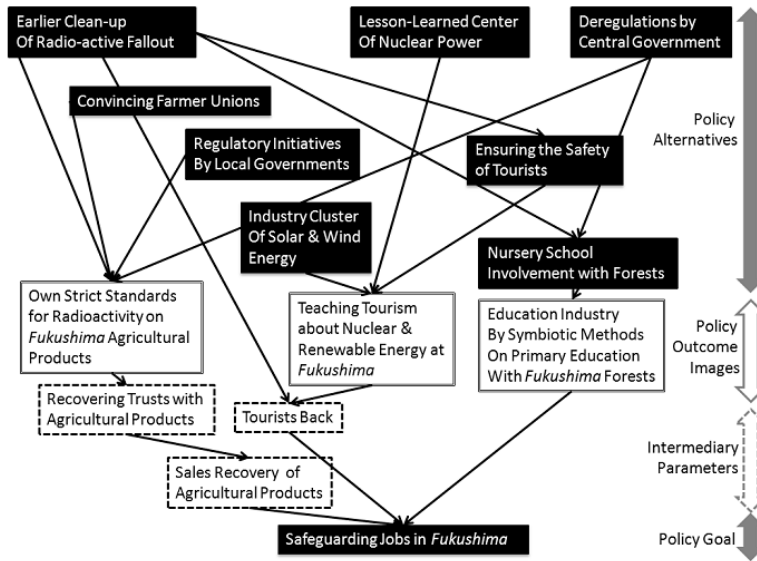 Earlier Clean-up
Of Radio-active Fallout
Lesson-Learned Center
Of Nuclear Power
Deregulations by
Central Government
Convincing Farmer Unions
Policy
Alternatives
Regulatory Initiatives
By Local Governments
Ensuring the Safety
of Tourists
Industry Cluster
Of Solar & Wind
Energy
Nursery School
Involvement with Forests
Own Strict Standards
for Radioactivity on
Fukushima Agricultural
Products
Teaching Tourism
about Nuclear &
Renewable Energy at
Fukushima
Education Industry
By Symbiotic Methods
On Primary Education
With Fukushima Forests
Policy
Outcome
Images
Recovering Trusts with
Agricultural Products
Tourists Back
Intermediary
Parameters
Sales Recovery of
Agricultural Products
Safeguarding Jobs in Fukushima
Policy Goal